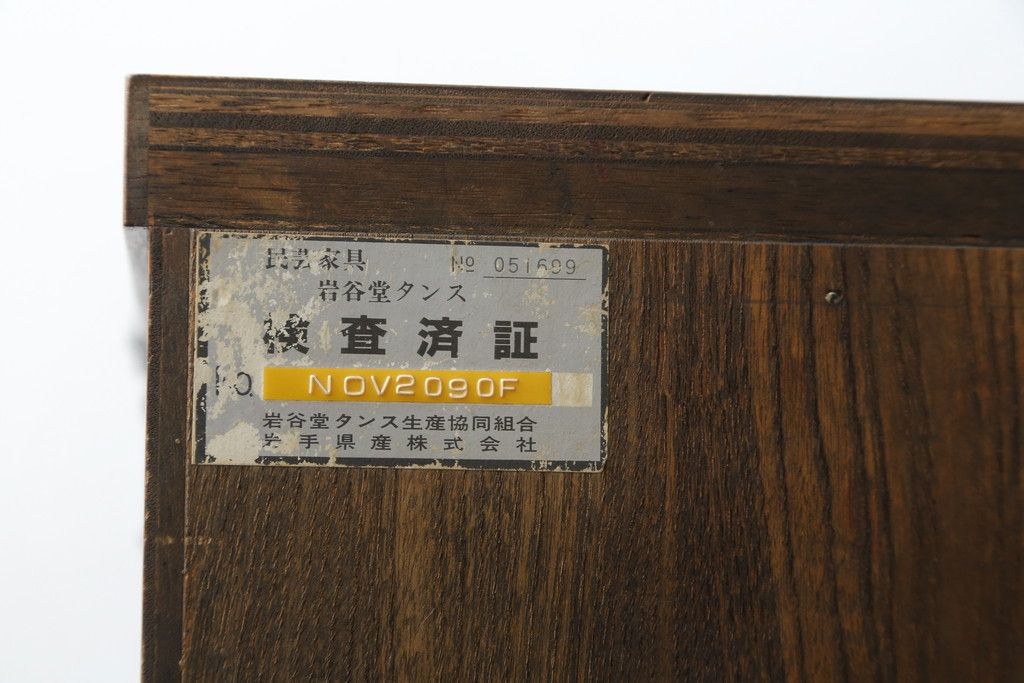 民芸家具 № 051699
岩谷堂タンス
検査済証
NO. NOV2090F
岩谷堂タンス生産協同組合
岩手県産株式会社